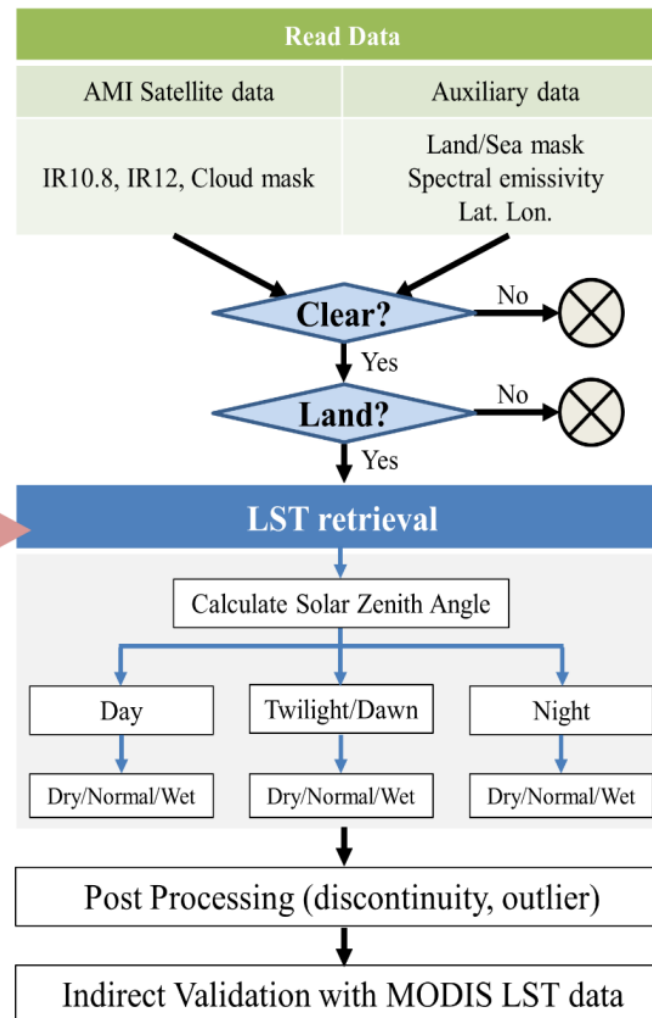 Read Data
AMI Satellite data
Auxiliary data
IR10.8, IR12, Cloud mask
Land/Sea mask
Spectral emissivity
Lat. Lon.
Clear?
No
Yes
Land?
No
Yes
LST retrieval
Calculate Solar Zenith Angle
Day
Twilight/Dawn
Night
Dry/Normal/Wet
Dry/Normal/Wet
Dry/Normal/Wet
Post Processing (discontinuity, outlier)
Indirect Validation with MODIS LST data